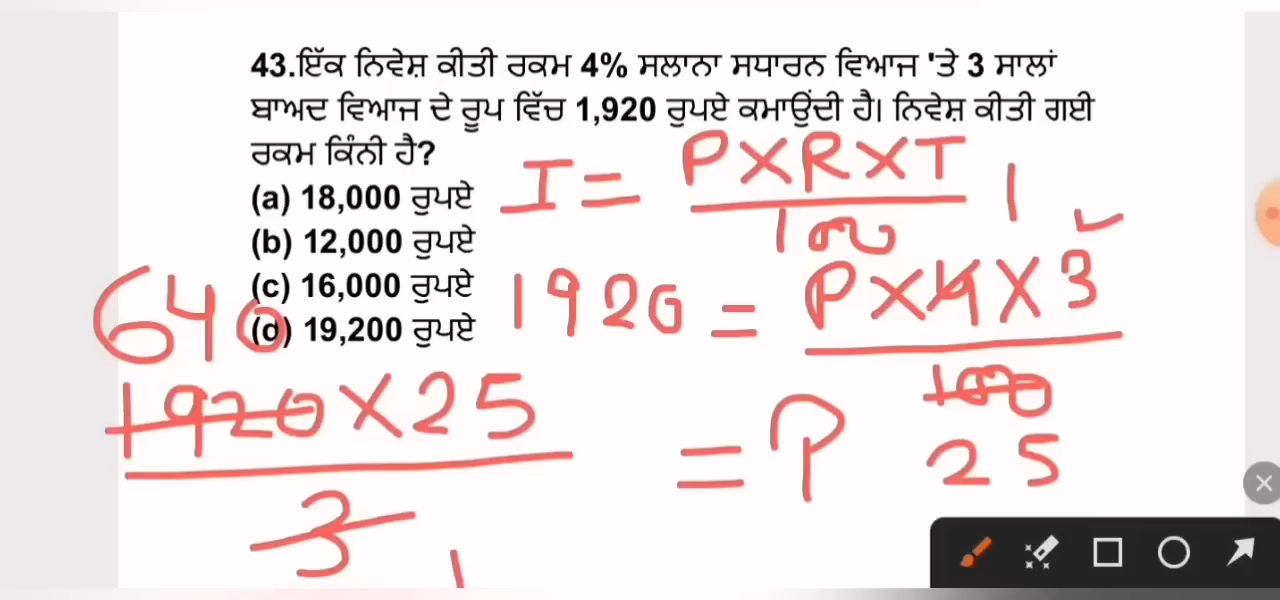 43.ਇੱਕ ਨਿਵੇਸ਼ ਕੀਤੀ ਰਕਮ 4% ਸਲਾਨਾ ਸਧਾਰਨ ਵਿਆਜ 'ਤੇ 3 ਸਾਲਾਂ
ਬਾਅਦ ਵਿਆਜ ਦੇ ਰੂਪ ਵਿੱਚ 1,920 ਰੁਪਏ ਕਮਾਉਂਦੀ ਹੈ। ਨਿਵੇਸ਼ ਕੀਤੀ ਗਈ
ਰਕਮ ਕਿੰਨੀ ਹੈ?
(a) 18,000 ਰੁਪਏ
(b) 12,000 ਰੁਪਏ
(c) 16,000 ਰੁਪਏ
(d) 19,200 ਰੁਪਏ
I = P X R X T
100
1
1920 = P X 4 X 3
100
25
640
1920 X 25 = P
3
1